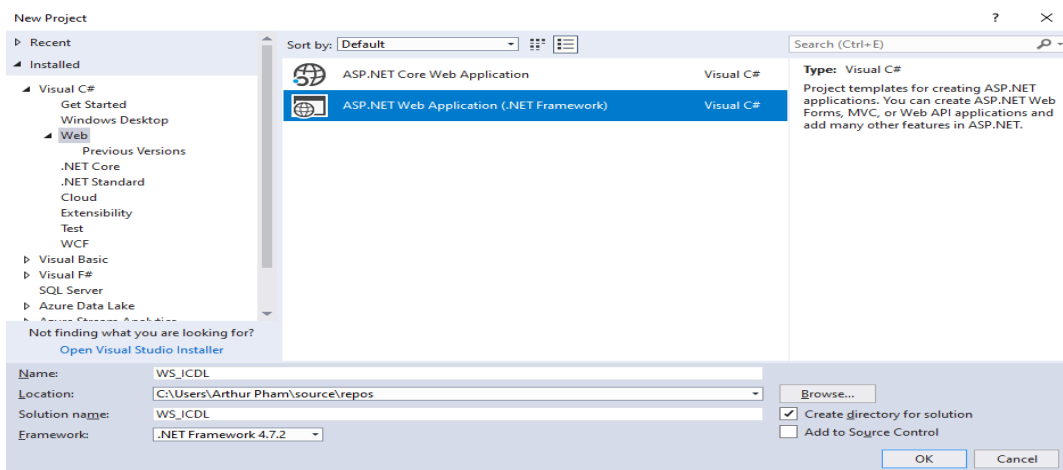 New Project
?
Recent
Installed
Visual C#
Get Started
Windows Desktop
Web
Previous Versions
.NET Core
.NET Standard
Cloud
Extensibility
Test
WCF
Visual Basic
Visual F#
SQL Server
Azure Data Lake
Not finding what you are looking for?
Open Visual Studio Installer
Sort by: Default
ASP.NET Core Web Application Visual C#
ASP.NET Web Application (.NET Framework) Visual C#
Search (Ctrl+E)
Type: Visual C#
Project templates for creating ASP.NET
applications. You can create ASP.NET Web
Forms, MVC, or Web API applications and
add many other features in ASP.NET.
Name: WS_ICDL
Location: C:\Users\Arthur Pham\source\repos
Browse...
Solution name: WS_ICDL
Create directory for solution
Framework: .NET Framework 4.7.2
Add to Source Control
OK Cancel